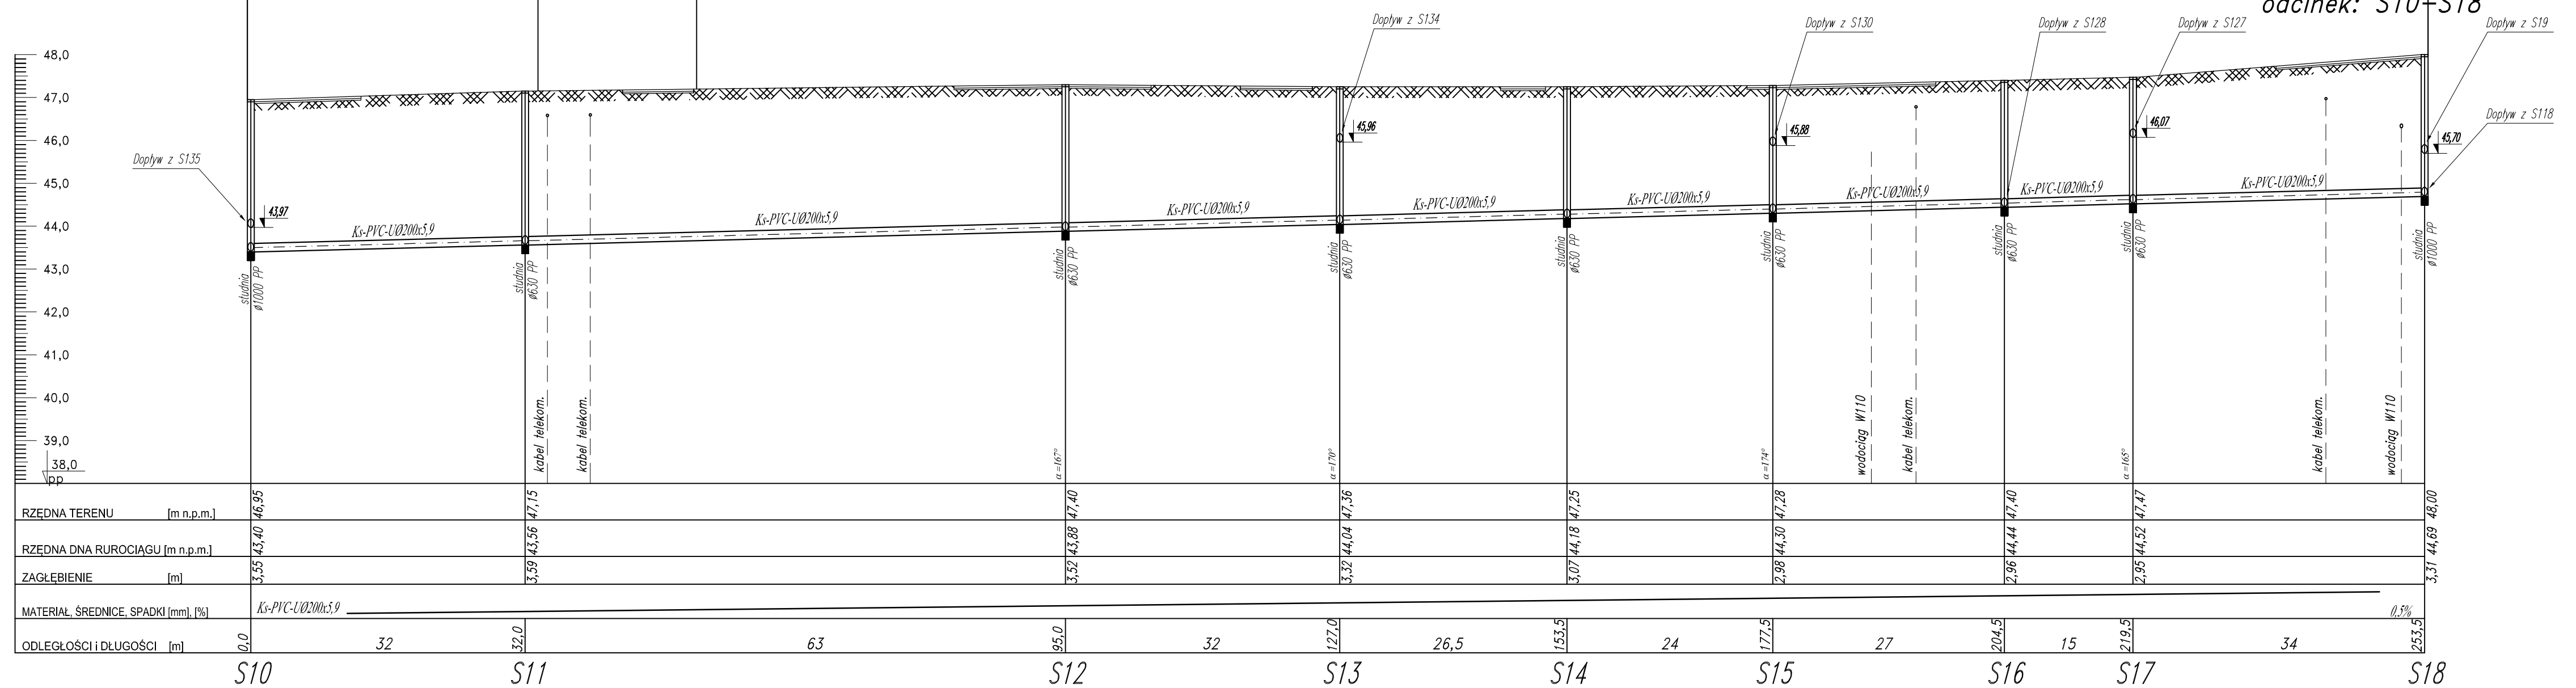 odcinek: S10-S18
Dopływ z S134
Dopływ z S130
Dopływ z S128
Dopływ z S127
Dopływ z S19
48,0
47,0
46,0
45,0
44,0
43,0
42,0
41,0
40,0
39,0
38,0
pp
Dopływ z S135
Dopływ z S118
43,97
45,96
45,88
46,07
45,70
Ks-PVC-UØ200x5,9
Ks-PVC-UØ200x5,9
Ks-PVC-UØ200x5,9
Ks-PVC-UØ200x5,9
Ks-PVC-UØ200x5,9
Ks-PVC-UØ200x5,9
Ks-PVC-UØ200x5,9
Ks-PVC-UØ200x5,9
studnia
ø1000 PP
studnia
ø630 PP
studnia
ø630 PP
studnia
ø630 PP
studnia
ø630 PP
studnia
ø630 PP
studnia
ø630 PP
studnia
ø630 PP
studnia
ø1000 PP
kabel telekom.
kabel telekom.
α=167°
α=170°
α=174°
wodociąg W110
kabel telekom.
α=165°
kabel telekom.
wodociąg W110
RZĘDNA TERENU [m n.p.m.] 46,95 47,15 47,40 47,36 47,25 47,28 47,40 47,47 48,00
RZĘDNA DNA RUROCIĄGU [m n.p.m.] 43,40 43,56 43,88 44,04 44,18 44,30 44,44 44,52 44,69
ZAGŁĘBIENIE [m] 3,55 3,59 3,52 3,32 3,07 2,98 2,96 2,95 3,31
MATERIAŁ, ŚREDNICE, SPADKI [mm], [%] Ks-PVC-UØ200x5,9 0,5%
ODLEGŁOŚCI i DŁUGOŚCI [m] 0,0 32 32,0 63 95,0 32 127,0 26,5 153,5 24 177,5 27 204,5 15 219,5 34 253,5
S10 S11 S12 S13 S14 S15 S16 S17 S18